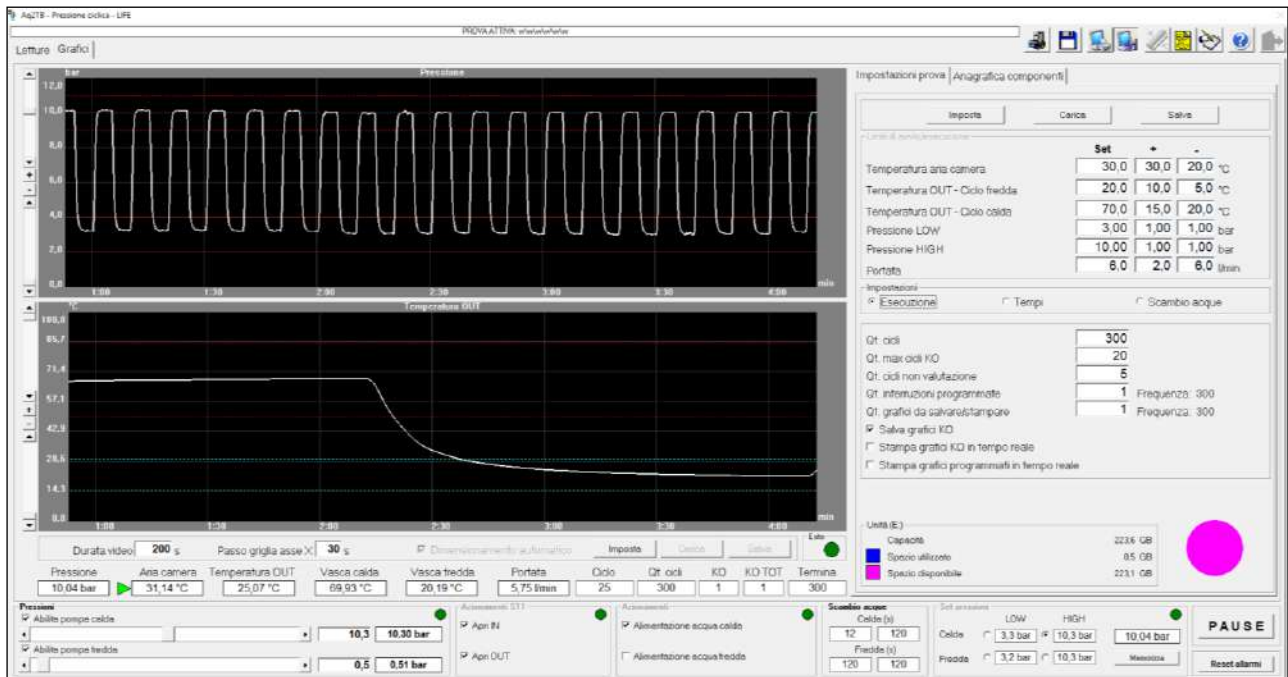 Aq2TB - Pressione ciclica - LIFE
PROVA ATTIVA: w\w\w\w\w\w
Letture Grafici
bar Pressione
12,0
10,0
6,0
4,0
2,0
0,0
1:00 2:00 2:30 3:00 3:30 4:00 min
°C Temperatura OUT
100,0
85,7
71,4
57,1
42,9
28,6
14,3
0,0
1:00 1:30 2:00 2:30 3:00 3:30 4:00 min
Durata video 200 s Passo griglia asse X 30 s Dimensionamento automatico Imposta Carica Salva Esito
Pressione Aria camera Temperatura OUT Vasca calda Vasca fredda Portata Ciclo Qt. cicli KO KO TOT Termina
10,04 bar 31,14 °C 25,07 °C 69,93 °C 20,19 °C 5,75 l/min 25 300 1 1 300
Impostazioni prova Anagrafica componenti
Imposta Carica Salva
Set + -
Temperatura aria camera 30,0 30,0 20,0 °C
Temperatura OUT - Ciclo fredda 20,0 10,0 5,0 °C
Temperatura OUT - Ciclo calda 70,0 15,0 20,0 °C
Pressione LOW 3,00 1,00 1,00 bar
Pressione HIGH 10,00 1,00 1,00 bar
Portata 6,0 2,0 6,0 l/min
Impostazioni
Esecuzione Tempi Scambio acque
Qt. cicli 300
Qt. max cicli KO 20
Qt. cicli non valutazione 5
Qt. interruzioni programmate 1 Frequenza: 300
Qt. grafici da salvare/stampare 1 Frequenza: 300
Salva grafici KO
Stampa grafici KO in tempo reale
Stampa grafici programmati in tempo reale
Unità (E:)
Capacità 223,6 GB
Spazio utilizzato 0,5 GB
Spazio disponibile 223,1 GB
Pressioni
Abilita pompe calda
10,3 10,30 bar
Abilita pompe fredda
0,5 0,51 bar
Azionamenti ST1
Apri IN
Apri OUT
Azionamenti
Alimentazione acqua calda
Alimentazione acqua fredda
Scambio acque
Calda (s)
12 120
Fredda (s)
120 120
Set pressioni
LOW HIGH
Calda 3,3 bar 10,3 bar 10,04 bar
Fredda 3,2 bar 10,3 bar Memorizza
PAUSE
Reset allarmi